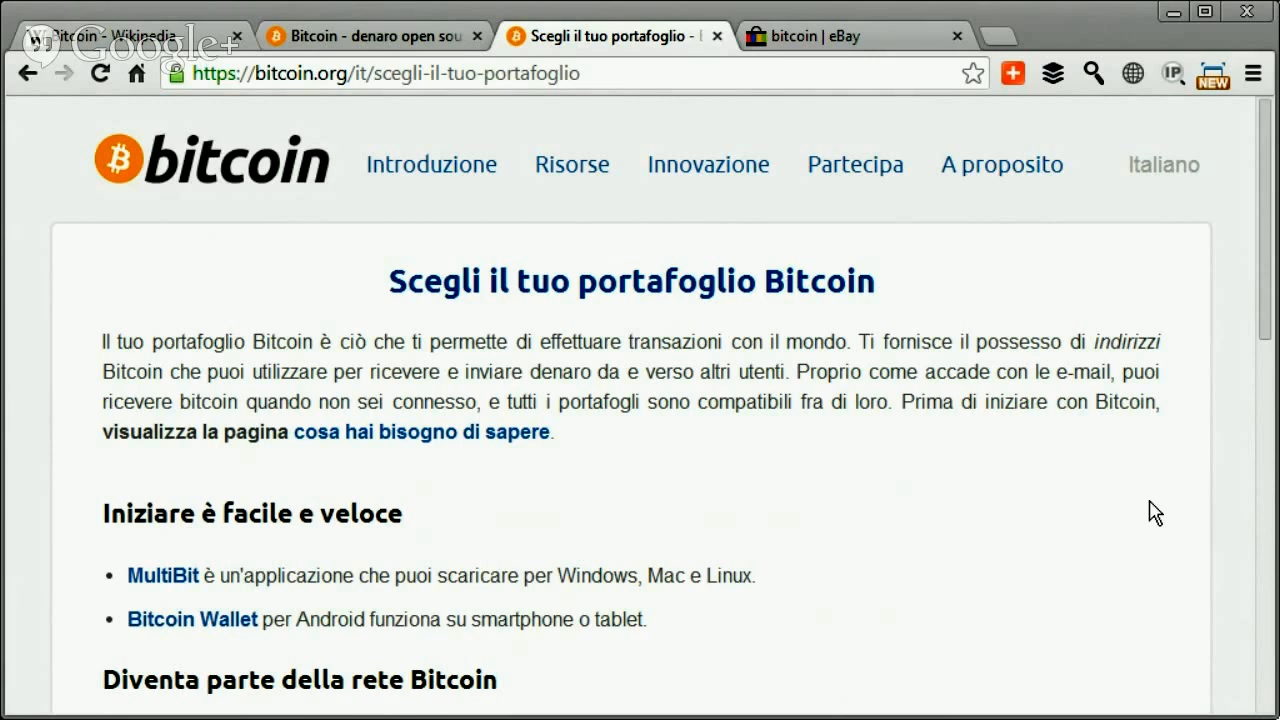 Bitcoin - Wikipedia
Google+
Bitcoin - denaro open sou
Scegli il tuo portafoglio -
bitcoin | eBay
https://bitcoin.org/it/scegli-il-tuo-portafoglio
IP
NEW
bitcoin
Introduzione
Risorse
Innovazione
Partecipa
A proposito
Italiano
Scegli il tuo portafoglio Bitcoin
Il tuo portafoglio Bitcoin è ciò che ti permette di effettuare transazioni con il mondo. Ti fornisce il possesso di indirizzi
Bitcoin che puoi utilizzare per ricevere e inviare denaro da e verso altri utenti. Proprio come accade con le e-mail, puoi
ricevere bitcoin quando non sei connesso, e tutti i portafogli sono compatibili fra di loro. Prima di iniziare con Bitcoin,
visualizza la pagina cosa hai bisogno di sapere.
Iniziare è facile e veloce
• MultiBit è un'applicazione che puoi scaricare per Windows, Mac e Linux.
• Bitcoin Wallet per Android funziona su smartphone o tablet.
Diventa parte della rete Bitcoin